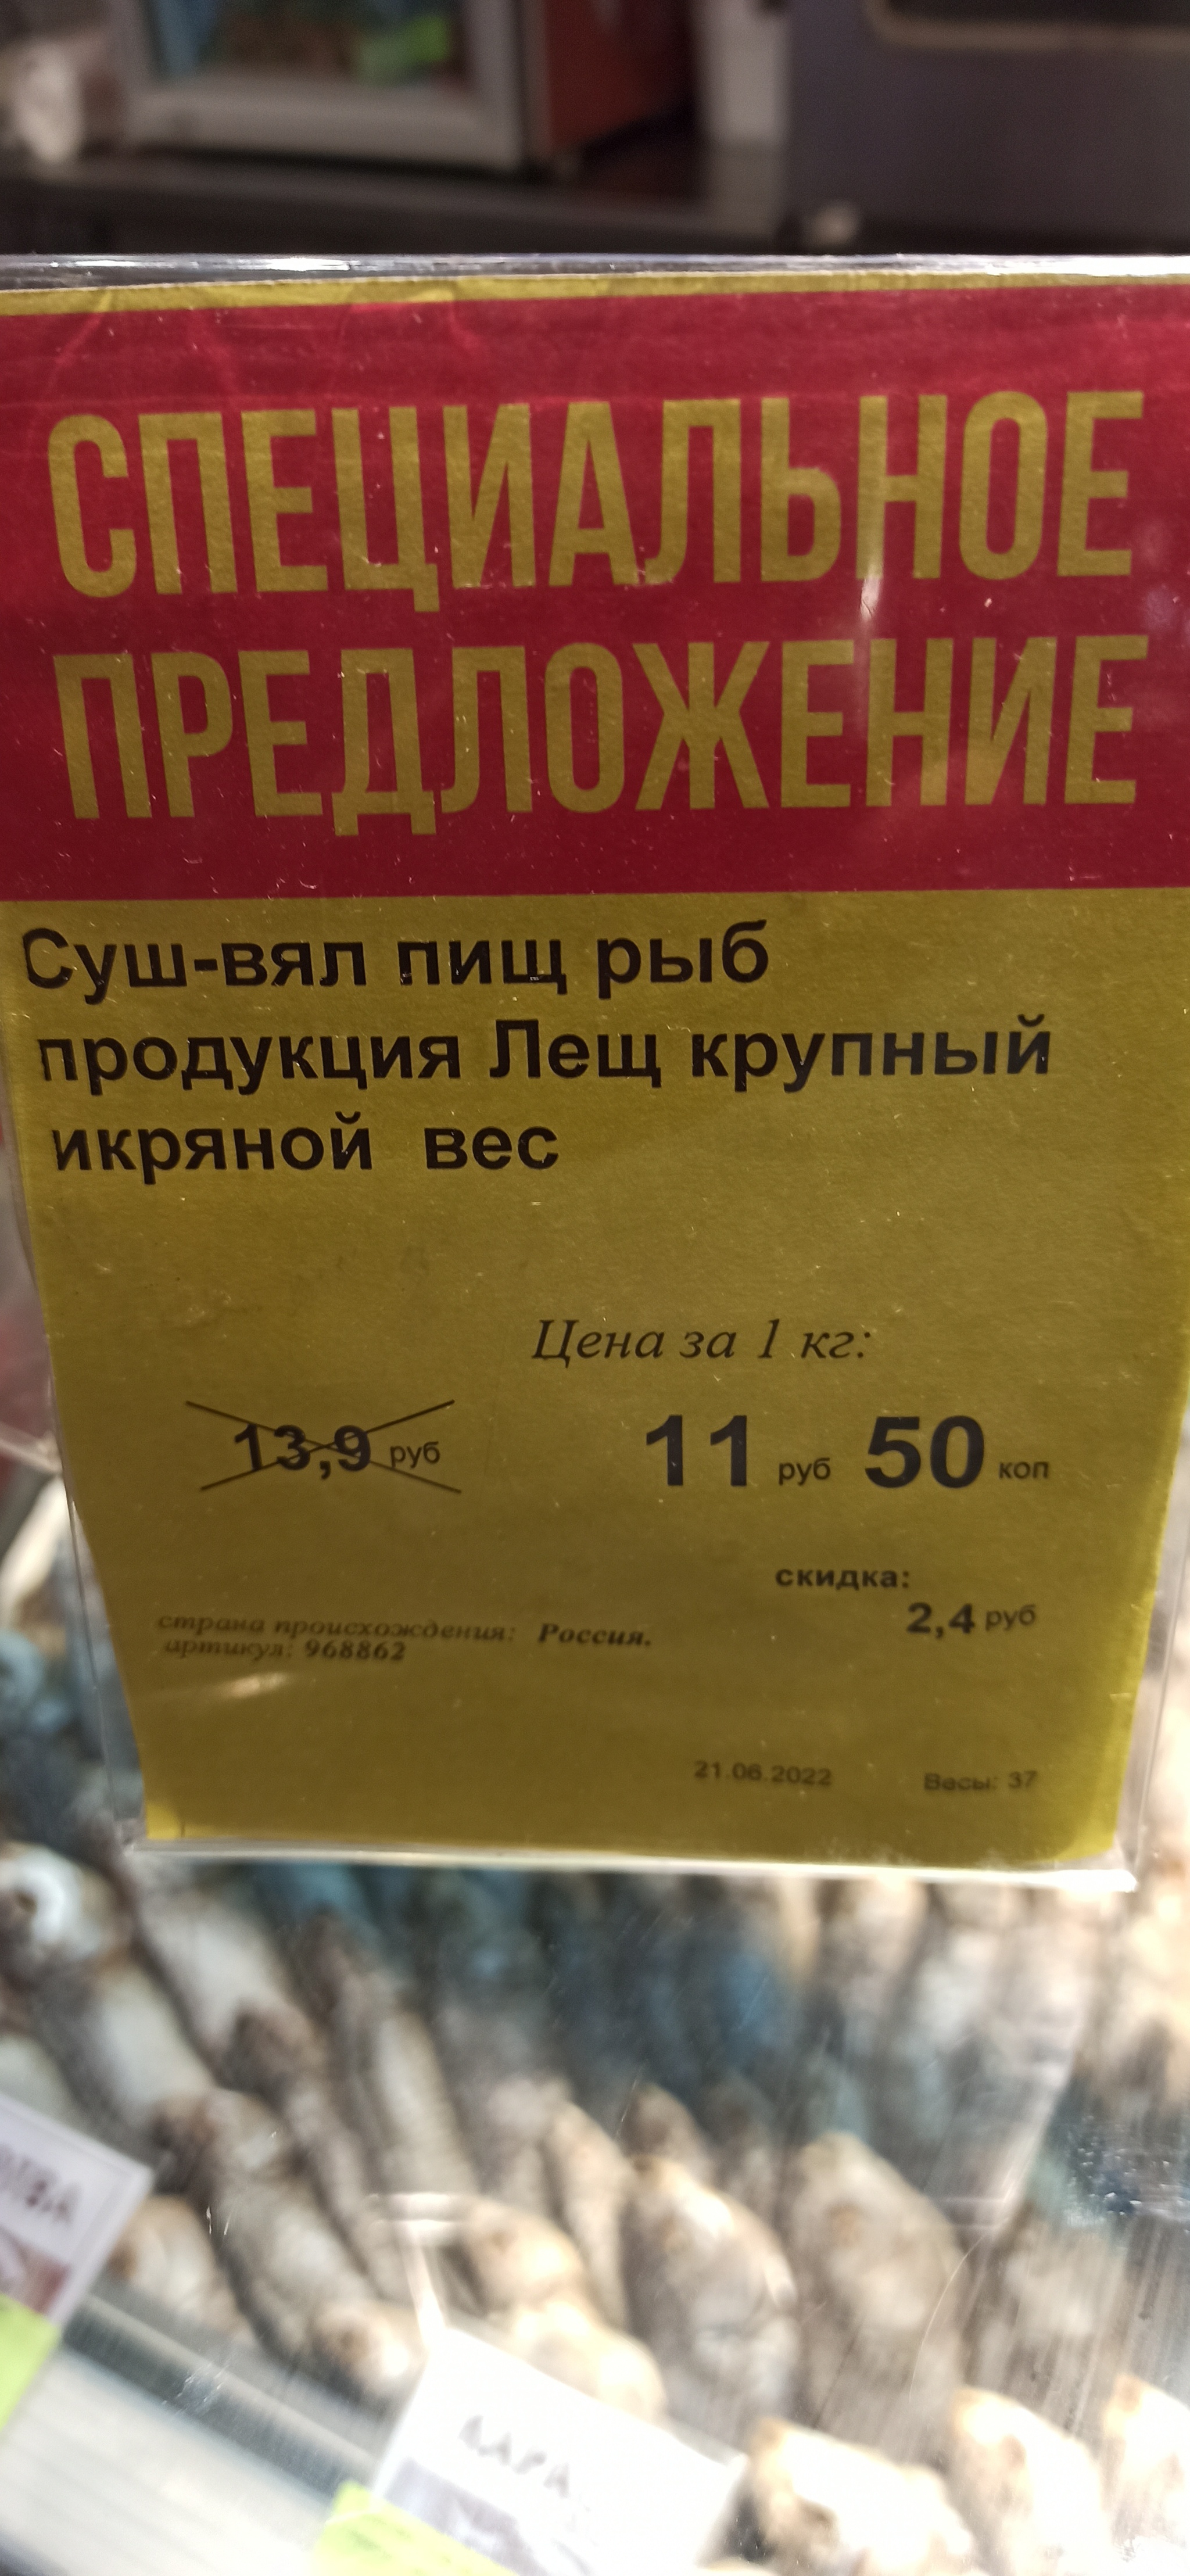 СПЕЦИАЛЬНОЕ
ПРЕДЛОЖЕНИЕ
Суш-вял пищ рыб
продукция Лещ крупный
икряной вес
Цена за 1 кг:
13,9 руб 11 руб 50 коп
скидка:
2,4 руб
страна происхождения: Россия.
артикул: 968862
21.06.2022 Весы: 37